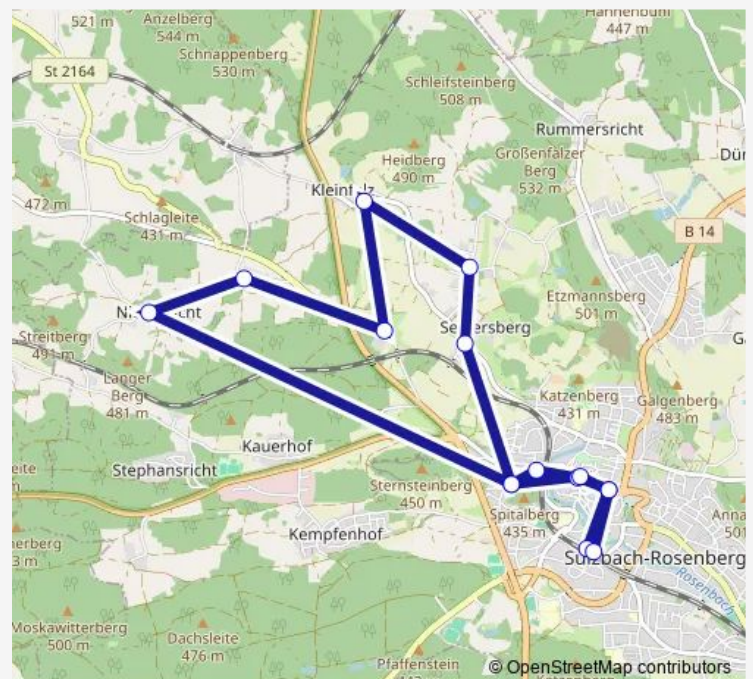 521 m
Anzelberg
544 m
Hannenbühl
447 m
Schnappenberg
530 m
St 2164
Schleifsteinberg
508 m
Rummersricht
Heidberg
490 m
Großenfalzer
Berg
532 m
472 m
Schlagleite
431 m
B 14
Etzmannsberg
501 m
Streitberg
491 m
Langer
Berg
481 m
Katzenberg
431 m
Galgenberg
483 m
Kauerhof
Stephansricht
Sternsteinberg
450 m
Spitalberg
435 m
Kempfenhof
Sulzbach-Rosenberg
Rosenbach
Moskawitterberg
500 m
Dachsleite
476 m
Pfaffenstein
© OpenStreetMap contributors